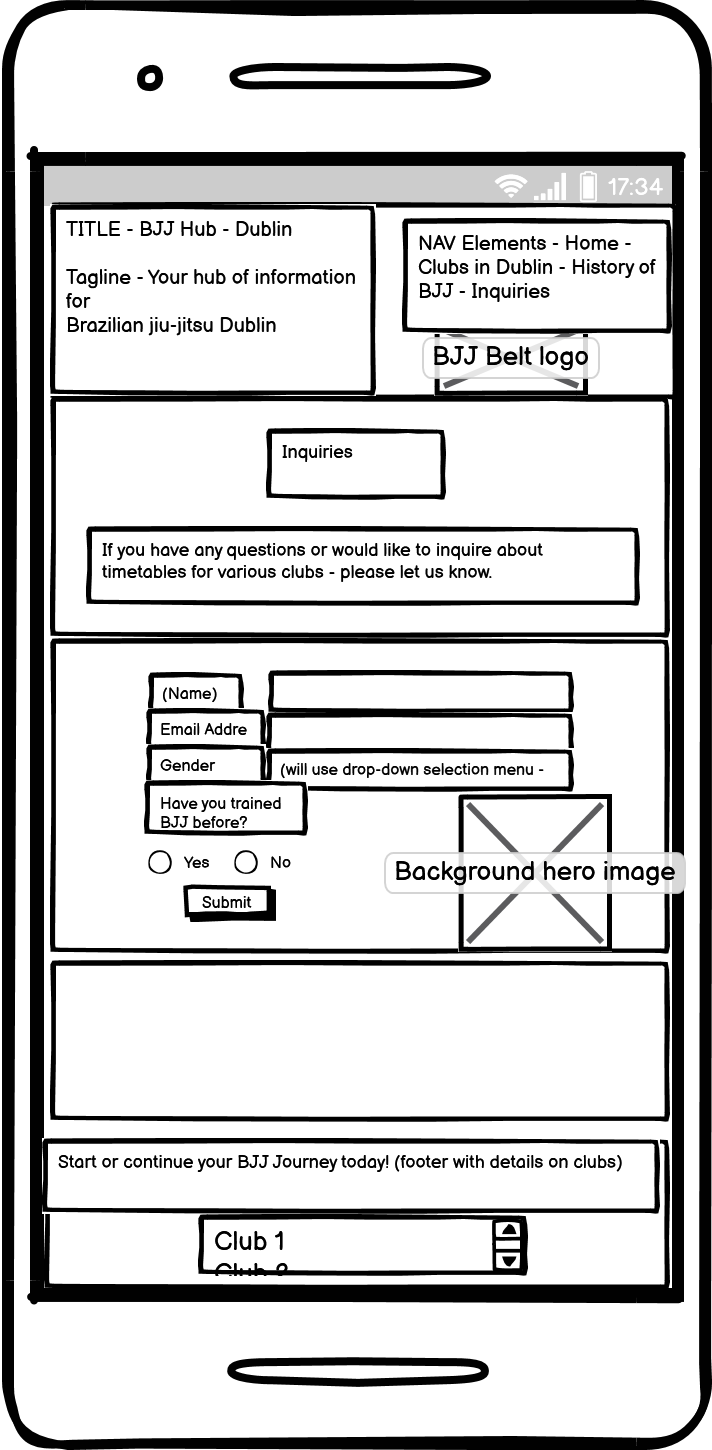 17:34
TITLE - BJJ Hub - Dublin
Tagline - Your hub of information
for
Brazilian jiu-jitsu Dublin
NAV Elements - Home -
Clubs in Dublin - History of
BJJ - Inquiries
BJJ Belt logo
Inquiries
If you have any questions or would like to inquire about
timetables for various clubs - please let us know.
(Name)
Email Addre
Gender
(will use drop-down selection menu -
Have you trained
BJJ before?
Yes
No
Submit
Background hero image
Start or continue your BJJ Journey today! (footer with details on clubs)
Club 1
Club